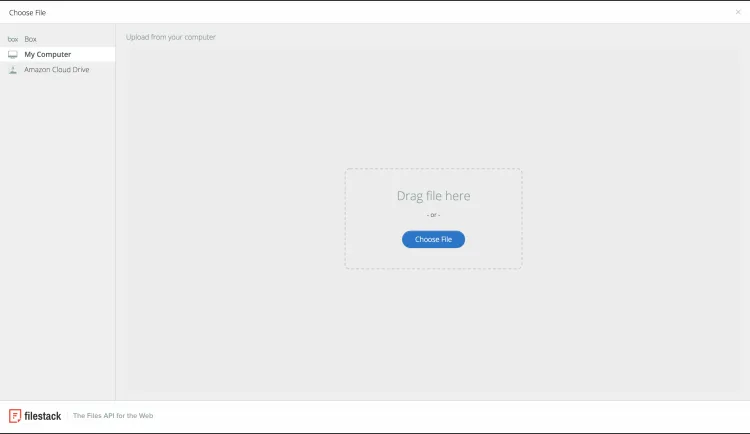 Choose File
×
box Box
My Computer
Amazon Cloud Drive
Upload from your computer
Drag file here
- or -
Choose File
filestack
The Files API for the Web